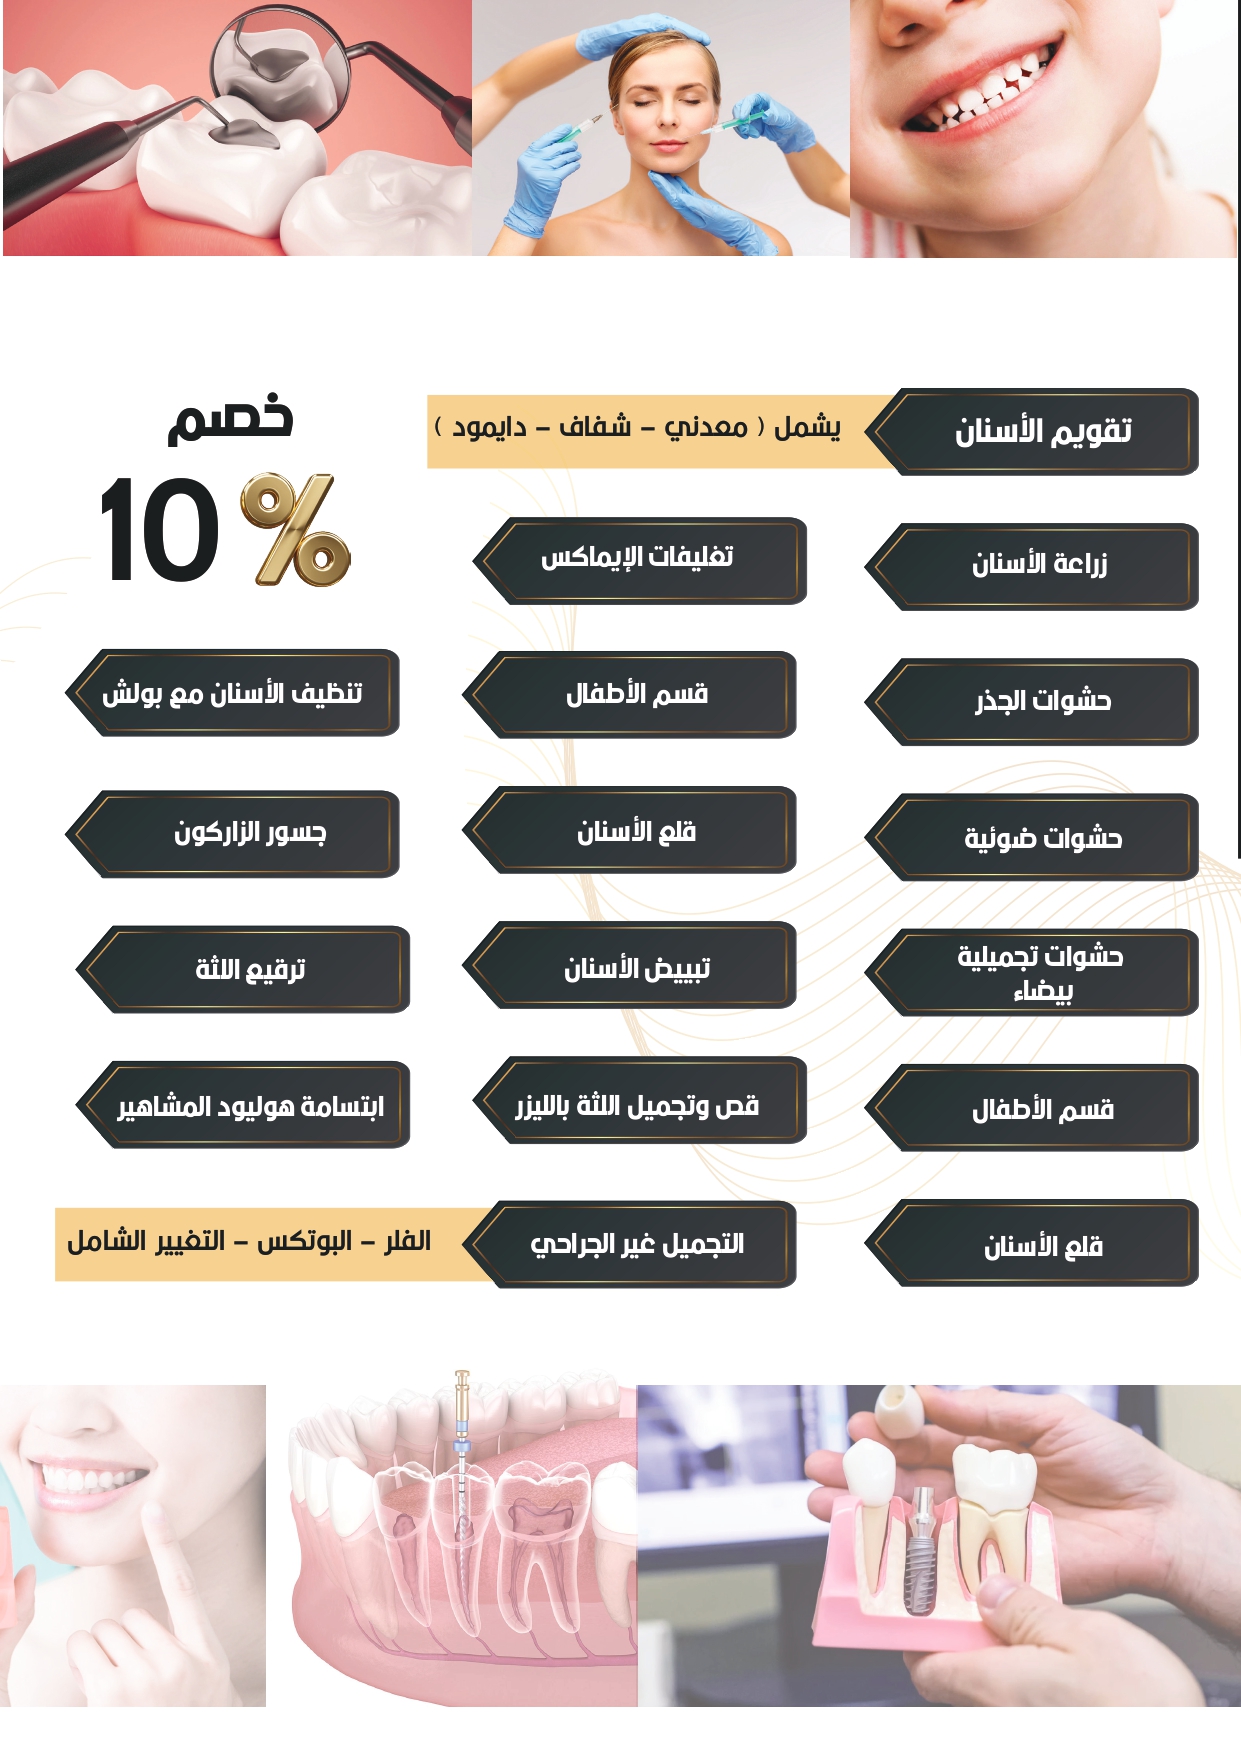 تقويم الأسنان
يشمل ( معدني - شفاف - دايمود )
خصم
10%
زراعة الأسنان
تغليفات الإيماكس
حشوات الجذر
قسم الأطفال
تنظيف الأسنان مع بولش
حشوات ضوئية
قلع الأسنان
جسور الزاركون
حشوات تجميلية
بيضاء
تبييض الأسنان
ترقيع اللثة
قسم الأطفال
قص وتجميل اللثة بالليزر
ابتسامة هوليود المشاهير
قلع الأسنان
التجميل غير الجراحي
الفلر - البوتكس - التغيير الشامل